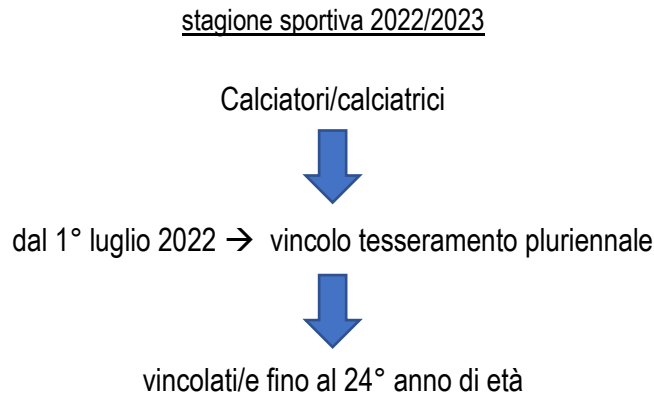 stagione sportiva 2022/2023
Calciatori/calciatrici
dal 1° luglio 2022 → vincolo tesseramento pluriennale
vincolati/e fino al 24° anno di età